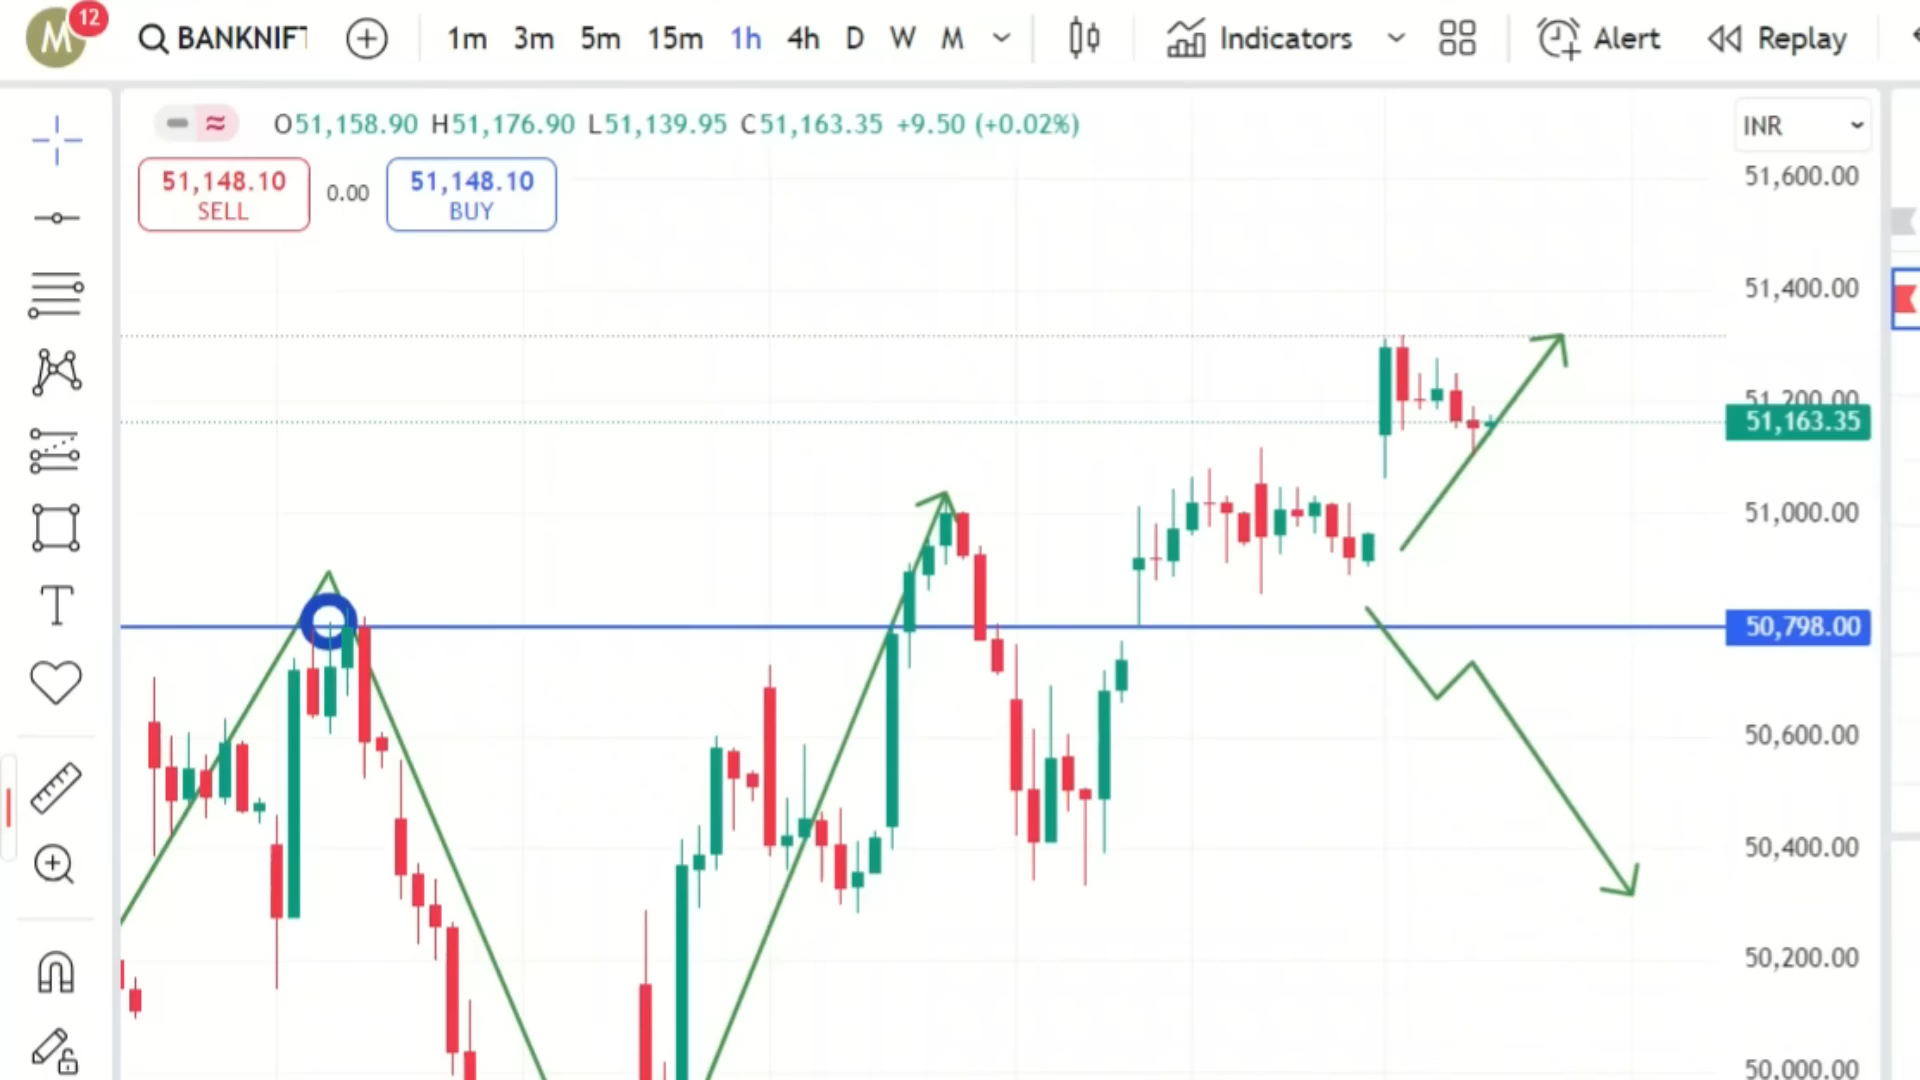 M 12 BANKNIFT 1m 3m 5m 15m 1h 4h D W M Indicators Alert Replay
O51,158.90 H51,176.90 L51,139.95 C51,163.35 +9.50 (+0.02%)
INR
51,148.10
SELL
0.00
51,148.10
BUY
51,600.00
51,400.00
51,200.00
51,163.35
51,000.00
50,798.00
50,600.00
50,400.00
50,200.00
50,000.00